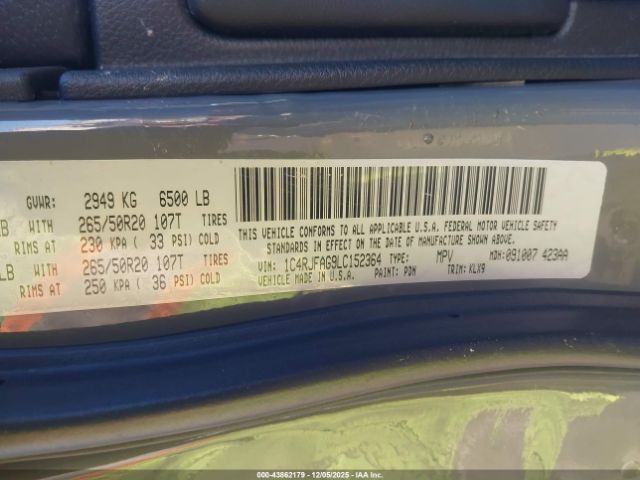 GVWR: 2949 KG 6500 LB
LB WITH 265/50R20 107T TIRES
RIMS AT 230 KPA ( 33 PSI) COLD
LB WITH 265/50R20 107T TIRES
RIMS AT 250 KPA ( 36 PSI) COLD
THIS VEHICLE CONFORMS TO ALL APPLICABLE U.S.A. FEDERAL MOTOR VEHICLE SAFETY
STANDARDS IN EFFECT ON THE DATE OF MANUFACTURE SHOWN ABOVE.
VIN: 1C4RJFAG9LC152364 TYPE: MPV MDH:091007 423AA
VEHICLE MADE IN U.S.A. PAINT: PDN TRIM: KLX9
000-43862179 - 12/05/2025 - IAAI.COM